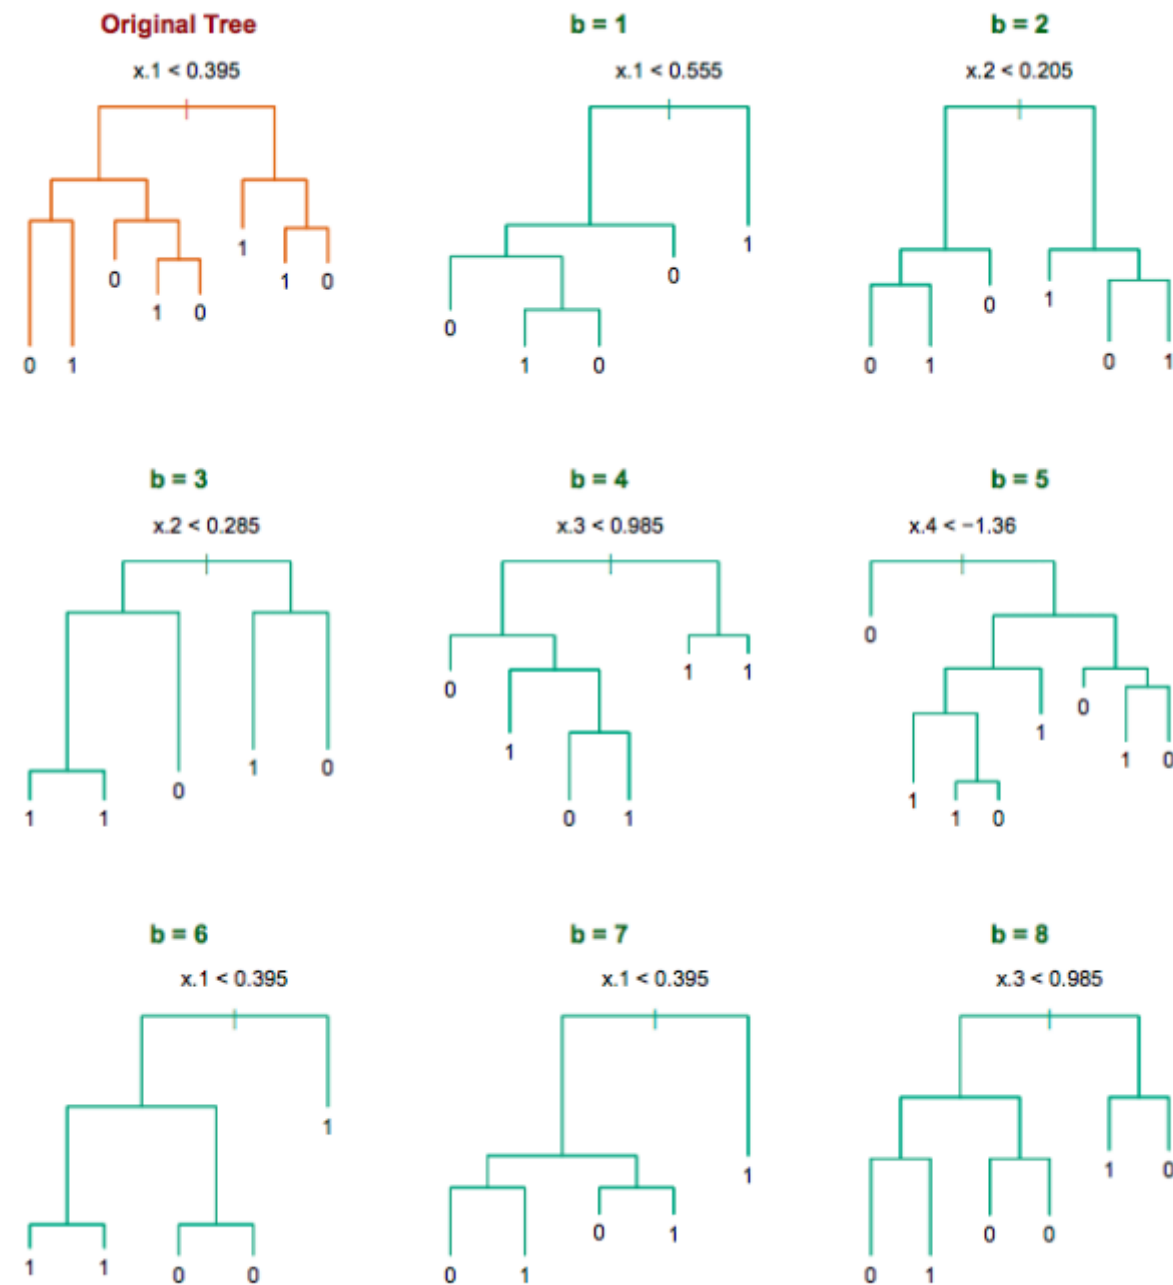 Original Tree
b = 1
b = 2
x.1 < 0.395
x.1 < 0.555
x.2 < 0.205
1
1 0
0
1 0
0 1
1
0
0
1 0
0
1
0 1
0 1
b = 3
b = 4
b = 5
x.2 < 0.285
x.3 < 0.985
x.4 < −1.36
1 0
0
1 1
1 1
0
1
0 1
0
0
1
1 0
1
1 0
b = 6
b = 7
b = 8
x.1 < 0.395
x.1 < 0.395
x.3 < 0.985
1
1 1 0 0
1
0 1
0 1
1 0
0 0
0 1